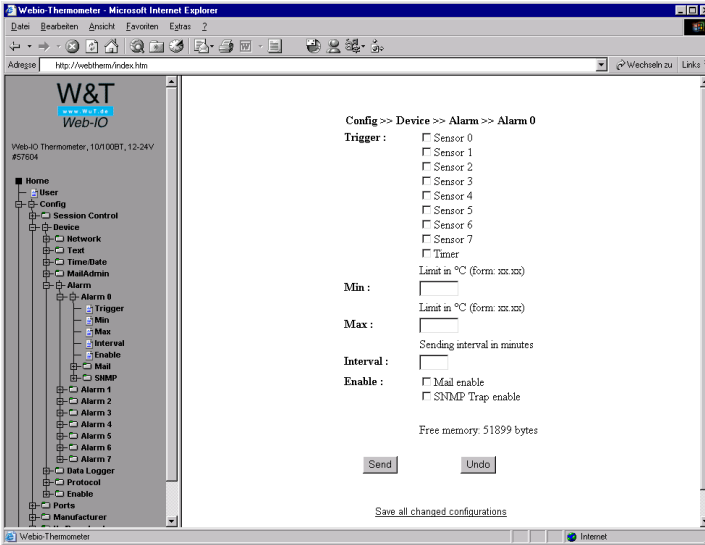 Webio-Thermometer - Microsoft Internet Explorer
Datei Bearbeiten Ansicht Favoriten Extras ?
Adresse http://webtherm/index.htm Wechseln zu Links
W&T
www.WuT.de
Web-IO
Web-IO Thermometer, 10/100BT, 12-24V
#57604
Home
User
Config
Session Control
Device
Network
Text
Time/Date
MailAdmin
Alarm
Alarm 0
Trigger
Min
Max
Interval
Enable
Mail
SNMP
Alarm 1
Alarm 2
Alarm 3
Alarm 4
Alarm 5
Alarm 6
Alarm 7
Data Logger
Protocol
Enable
Ports
Manufacturer
Config >> Device >> Alarm >> Alarm 0
Trigger : Sensor 0
Sensor 1
Sensor 2
Sensor 3
Sensor 4
Sensor 5
Sensor 6
Sensor 7
Timer
Limit in °C (form: xx.xx)
Min :
Limit in °C (form: xx.xx)
Max :
Sending interval in minutes
Interval :
Enable : Mail enable
SNMP Trap enable
Free memory: 51899 bytes
Send Undo
Save all changed configurations
Webio-Thermometer Internet